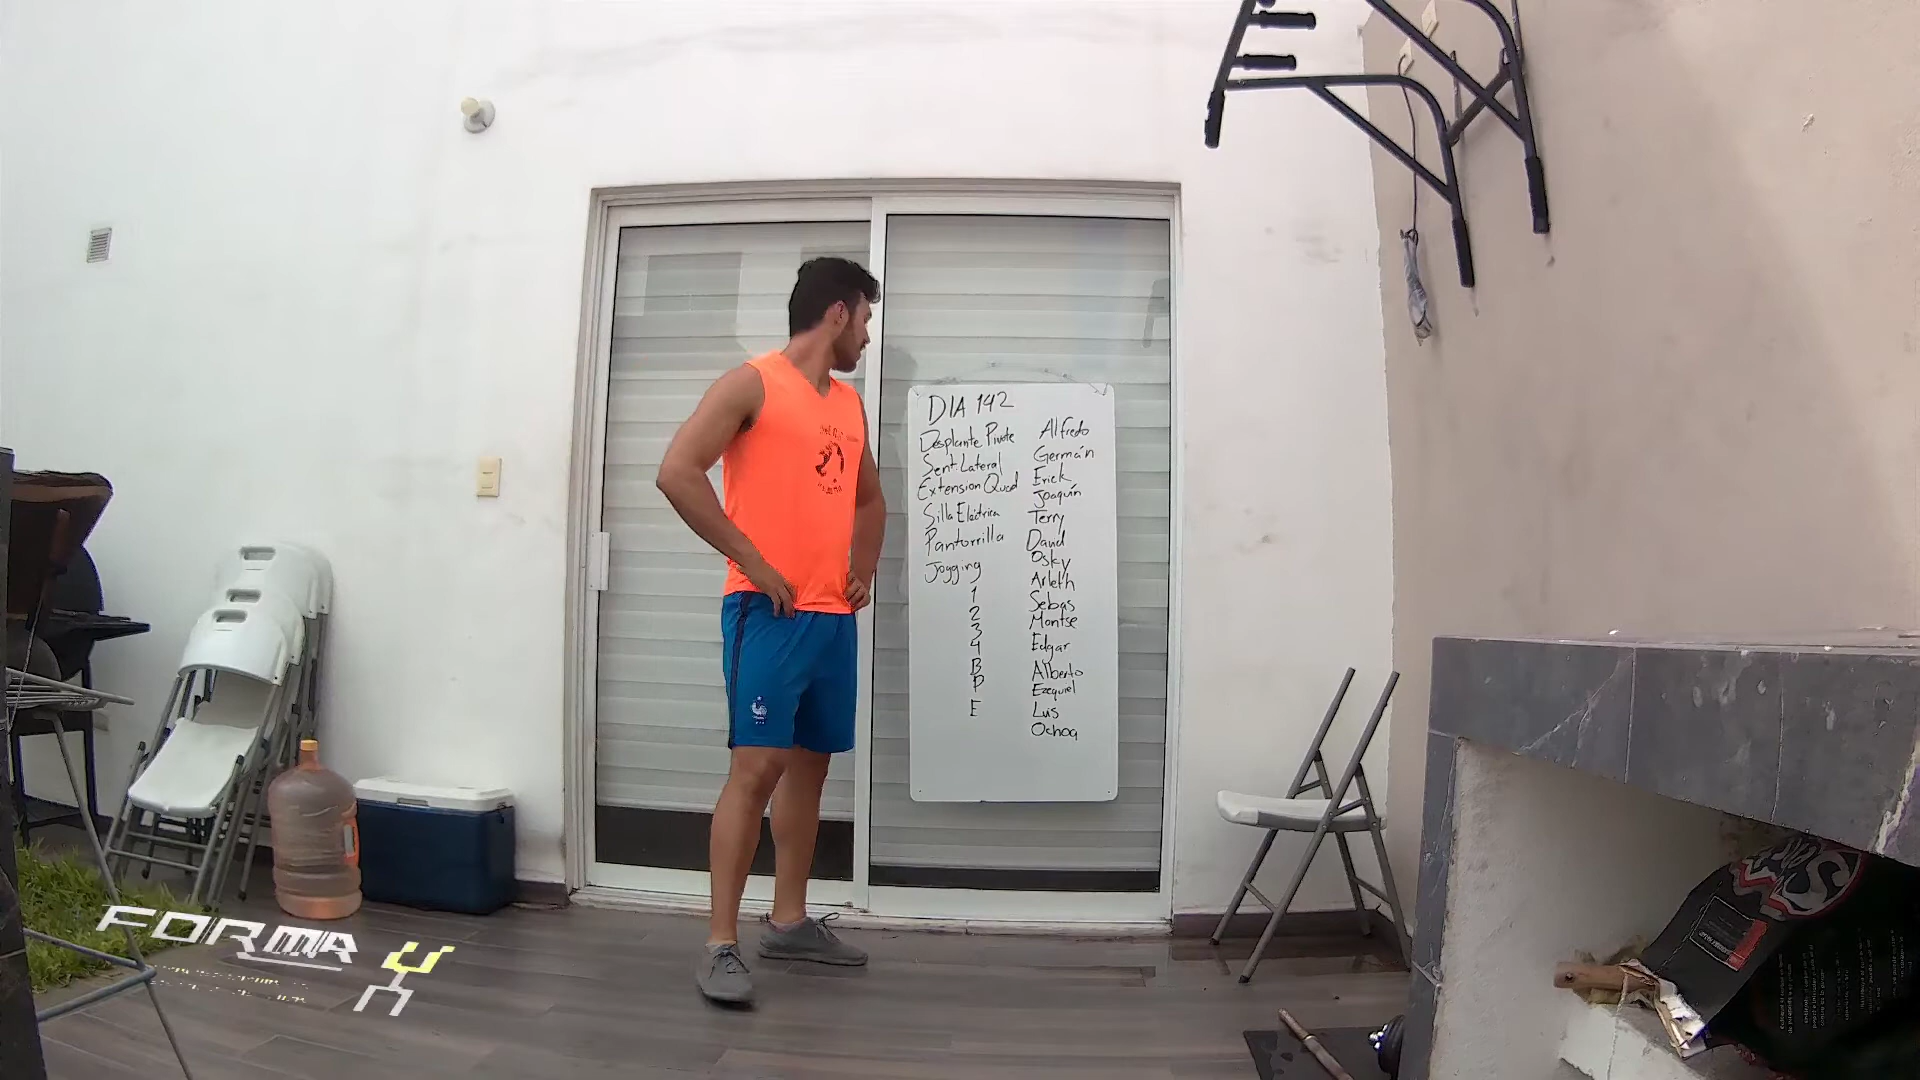 DIA 142
Desplante Pivote
Sent. Lateral
Extension Quad
Silla Eléctrica
Pantorrilla
Jogging
1
2
3
4
B
P
E
Alfredo
Germán
Erick
Joaquín
Terry
David
Osky
Arleth
Sebas
Montse
Edgar
Alberto
Ezequiel
Luis
Ochoa
FORMA